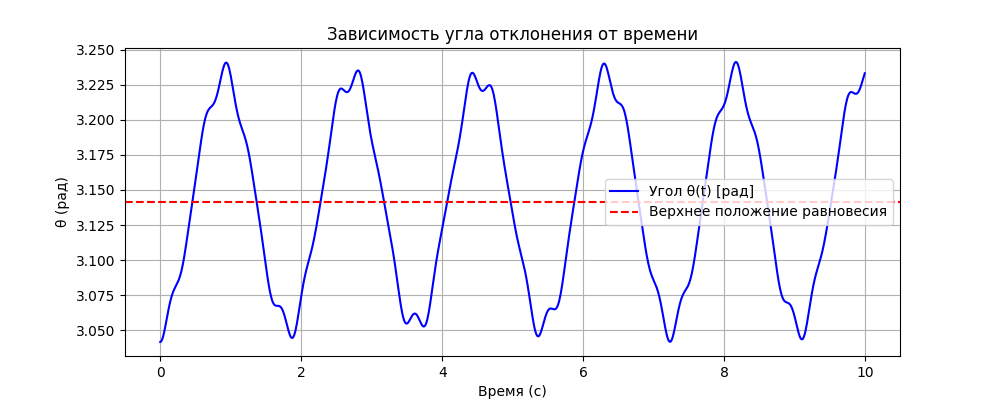 Зависимость угла отклонения от времени
3.250
3.225
3.200
3.175
3.150
3.125
3.100
3.075
3.050
θ (рад)
Угол θ(t) [рад]
Верхнее положение равновесия
0 2 4 6 8 10
Время (с)